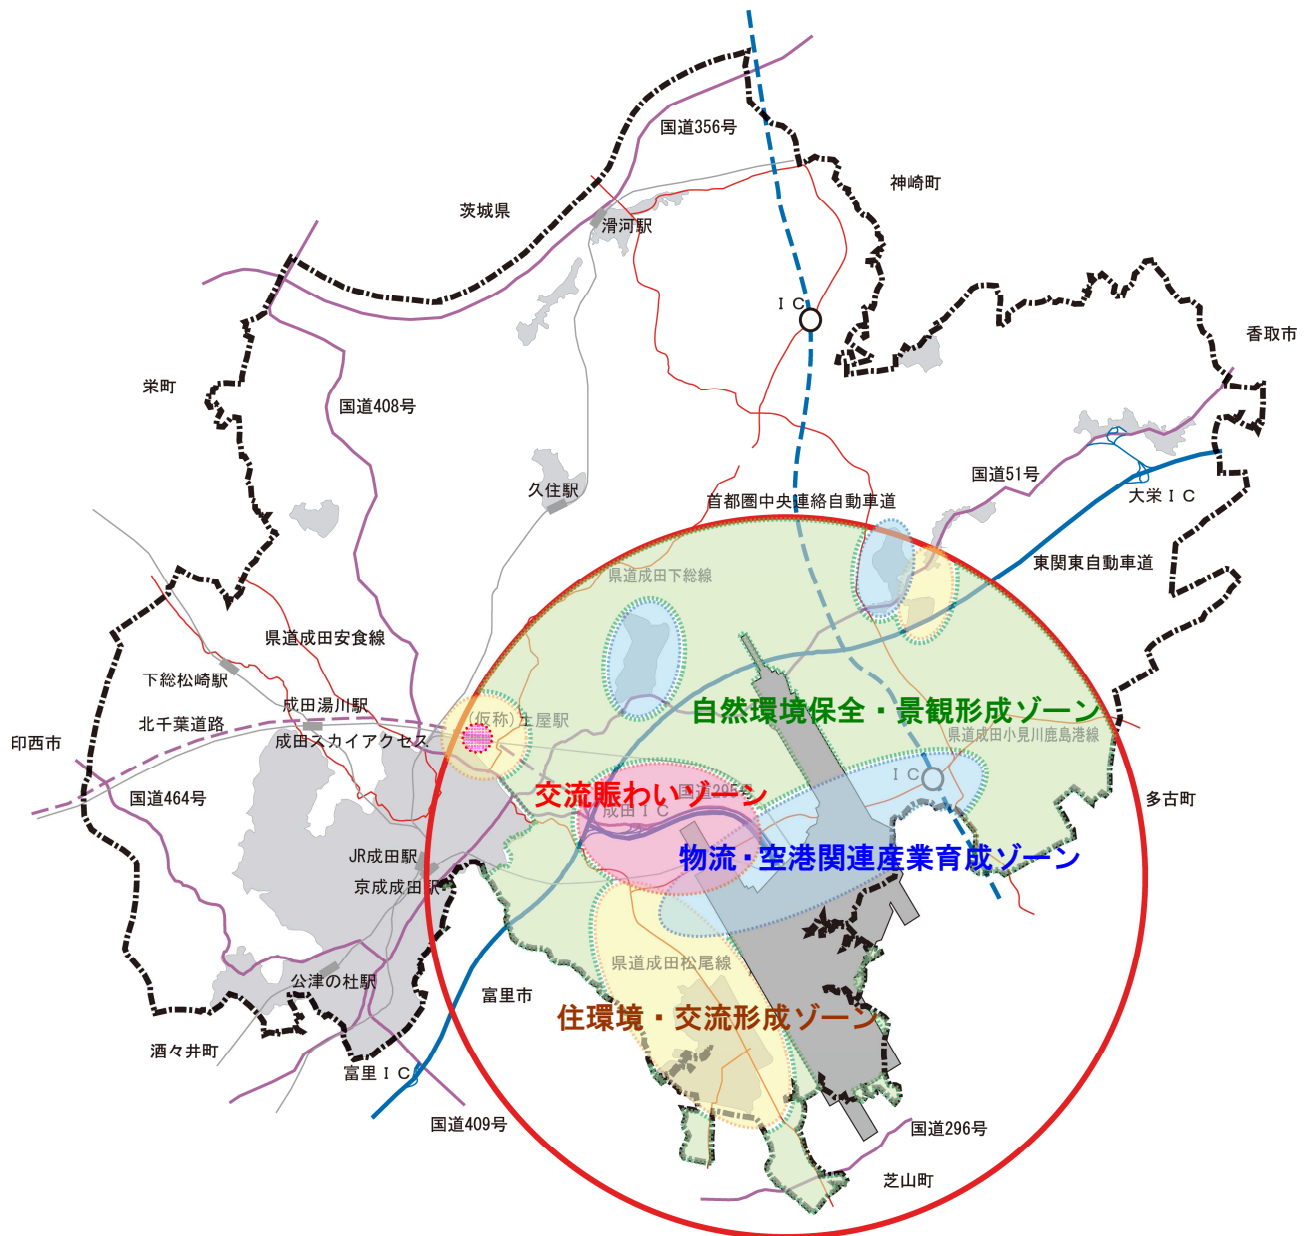 国道356号
神崎町
茨城県
滑河駅
ＩＣ
香取市
栄町
国道408号
国道51号
久住駅
大栄ＩＣ
首都圏中央連絡自動車道
東関東自動車道
県道成田下総線
県道成田安食線
下総松崎駅
成田湯川駅
自然環境保全・景観形成ゾーン
(仮称)土屋駅
北千葉道路
県道成田小見川鹿島港線
印西市
成田スカイアクセス
ＩＣ
交流賑わいゾーン
国道295号
国道464号
多古町
成田ＩＣ
JR成田駅
物流・空港関連産業育成ゾーン
京成成田駅
県道成田松尾線
公津の杜駅
富里市
住環境・交流形成ゾーン
酒々井町
富里ＩＣ
国道409号
国道296号
芝山町